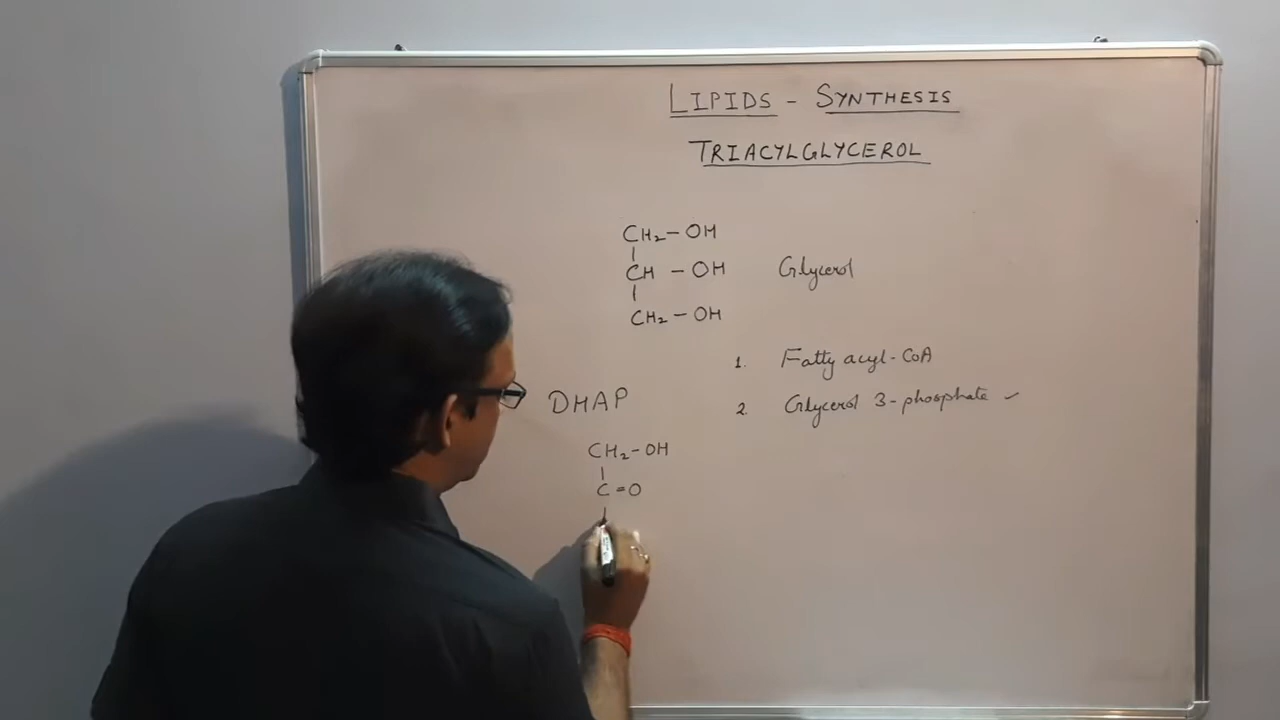 LIPIDS - SYNTHESIS
TRIACYLGLYCEROL
CH₂-OH
CH-OH
CH₂-OH
Glycerol
1. Fatty acyl-CoA
2. Glycerol 3-phosphate ✓
DHAP
CH₂-OH
C=O